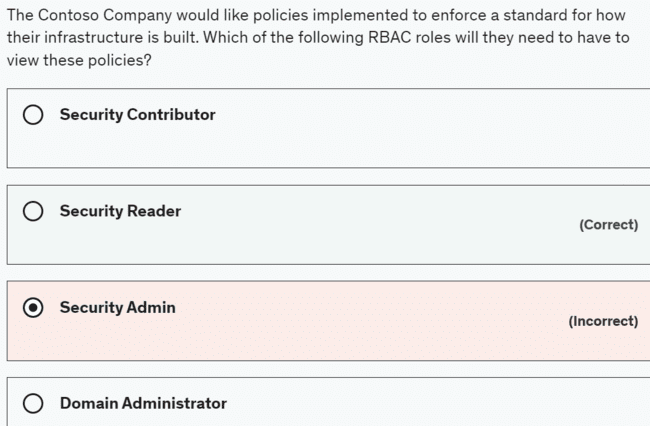 The Contoso Company would like policies implemented to enforce a standard for how
their infrastructure is built. Which of the following RBAC roles will they need to have to
view these policies?
Security Contributor
Security Reader
(Correct)
Security Admin
(Incorrect)
Domain Administrator